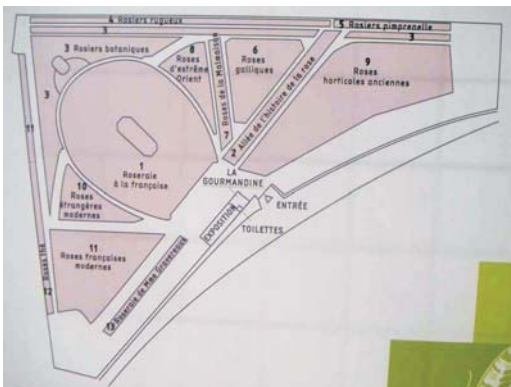 4 Rosiers rugueux
5 Rosiers pimprenelle
3
3
3 Rosiers botaniques
8
Roses
d'extrême
Orient
Roses de la Malmaison
7
6
Roses
galliques
2 Allée de l'histoire de la rose
9
Roses
horticoles anciennes
3
11
1
Roseraie
à la françoise
10
Roses
étrangères
modernes
LA
GOURMANDINE
ENTRÉE
EXPOSITION
TOILETTES
11
Roses françaises
modernes
Roses thé
12
Roseraie de Mme Gravereaux